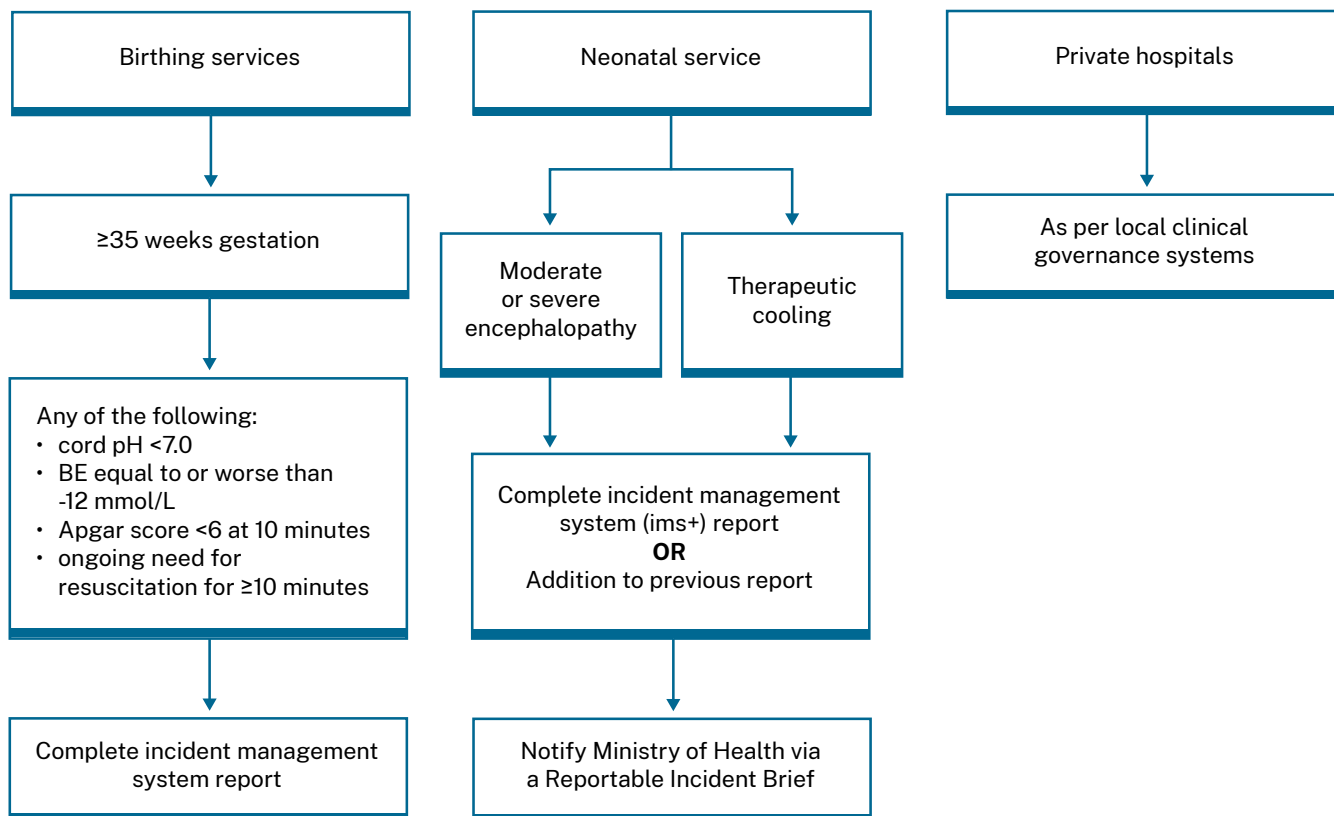 Birthing services
≥35 weeks gestation
Any of the following:
• cord pH <7.0
• BE equal to or worse than
-12 mmol/L
• Apgar score <6 at 10 minutes
• ongoing need for
resuscitation for ≥10 minutes
Complete incident management
system report
Neonatal service
Moderate
or severe
encephalopathy
Therapeutic
cooling
Complete incident management
system (ims+) report
OR
Addition to previous report
Notify Ministry of Health via
a Reportable Incident Brief
Private hospitals
As per local clinical
governance systems